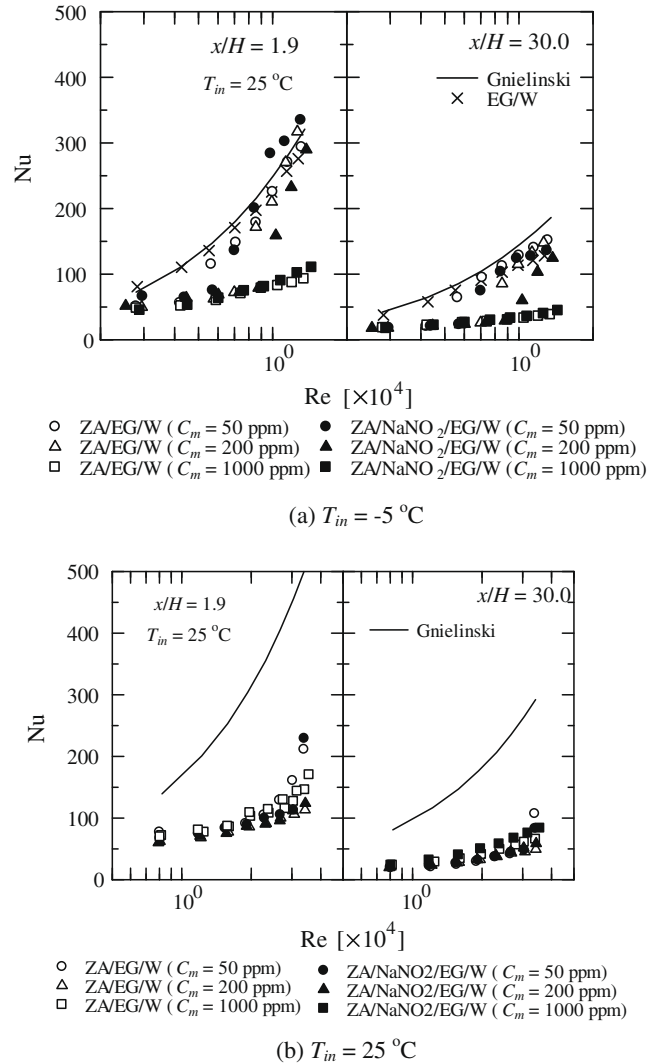 500
400
300
200
100
0
Nu
x/H = 1.9
T_in = 25 °C
x/H = 30.0
Gnielinski
EG/W
10^0
10^0
Re [×10^4]
ZA/EG/W ( C_m = 50 ppm)
ZA/NaNO_2/EG/W ( C_m = 50 ppm)
ZA/EG/W ( C_m = 200 ppm)
ZA/NaNO_2/EG/W ( C_m = 200 ppm)
ZA/EG/W ( C_m = 1000 ppm)
ZA/NaNO_2/EG/W ( C_m = 1000 ppm)
(a) T_in = -5 °C
500
400
300
200
100
0
Nu
x/H = 1.9
T_in = 25 °C
x/H = 30.0
Gnielinski
10^0
10^0
Re [×10^4]
ZA/EG/W ( C_m = 50 ppm)
ZA/NaNO2/EG/W ( C_m = 50 ppm)
ZA/EG/W ( C_m = 200 ppm)
ZA/NaNO2/EG/W ( C_m = 200 ppm)
ZA/EG/W ( C_m = 1000 ppm)
ZA/NaNO2/EG/W ( C_m = 1000 ppm)
(b) T_in = 25 °C